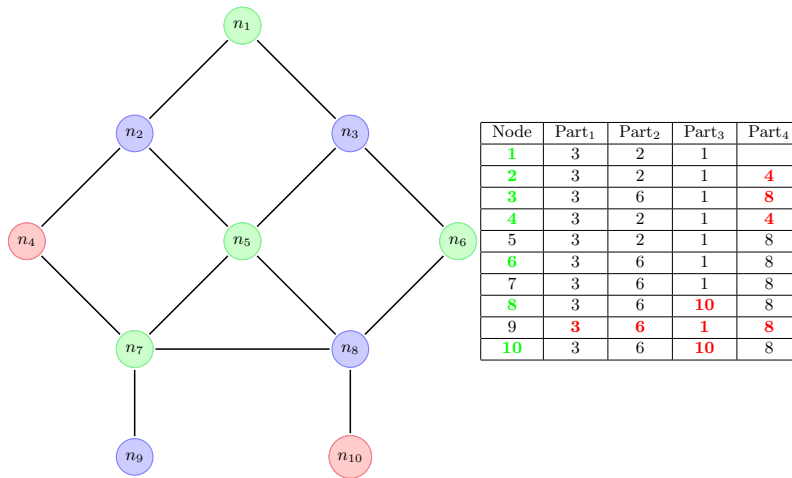 n1
n2
n3
n4
n5
n6
n7
n8
n9
n10
Node Part1 Part2 Part3 Part4
1 3 2 1
2 3 2 1 4
3 3 6 1 8
4 3 2 1 4
5 3 2 1 8
6 3 6 1 8
7 3 6 1 8
8 3 6 10 8
9 3 6 1 8
10 3 6 10 8